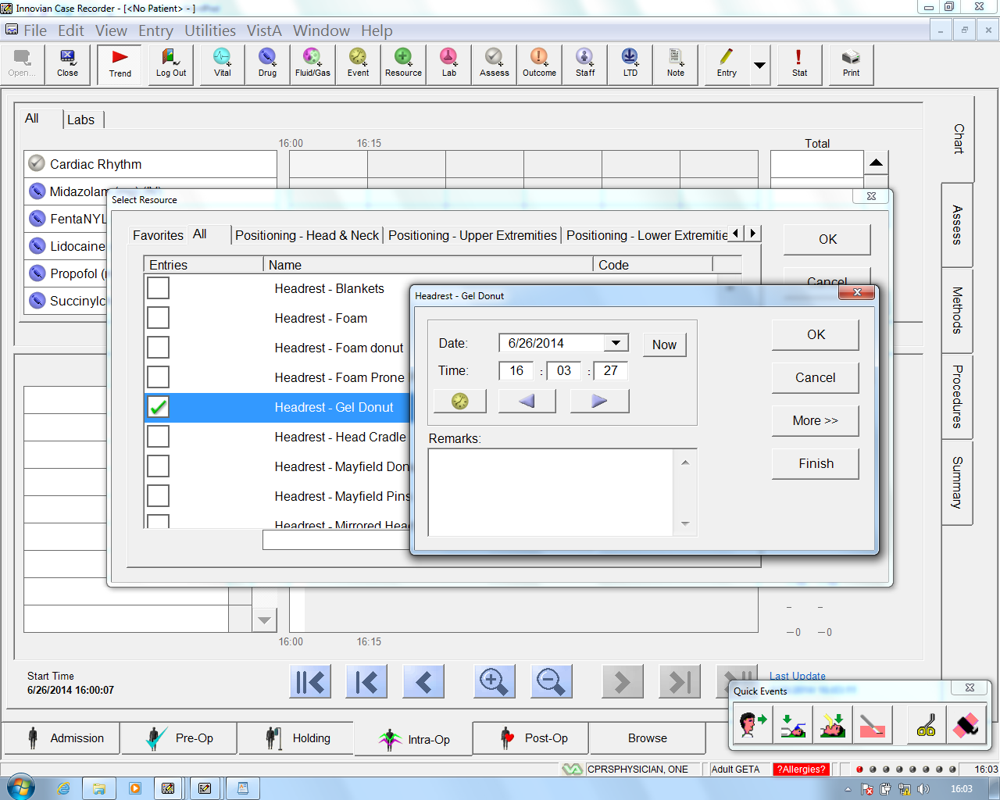 Innovian Case Recorder - [<No Patient> - ]
File Edit View Entry Utilities VistA Window Help
Open... Close Trend Log Out Vital Drug Fluid/Gas Event Resource Lab Assess Outcome Staff LTD Note Entry Stat Print
All Labs
16:00 16:15 Total
Cardiac Rhythm
Midazolam
FentaNYL
Lidocaine
Propofol
Succinylc
Chart
Assess
Methods
Procedures
Summary
Select Resource
Favorites All Positioning - Head & Neck Positioning - Upper Extremities Positioning - Lower Extremitie
OK
Cancel
Entries Name Code
Headrest - Blankets
Headrest - Foam
Headrest - Foam donut
Headrest - Foam Prone
Headrest - Gel Donut
Headrest - Head Cradle
Headrest - Mayfield Don
Headrest - Mayfield Pins
Headrest - Mirrored Hea
Headrest - Gel Donut
Date: 6/26/2014 Now
Time: 16 : 03 : 27
Remarks:
OK
Cancel
More >>
Finish
– –
–0 –0
16:00 16:15
Start Time
6/26/2014 16:00:07
Last Update
Quick Events
Admission Pre-Op Holding Intra-Op Post-Op Browse
CPRSPHYSICIAN, ONE Adult GETA ?Allergies? 16:03
16:03